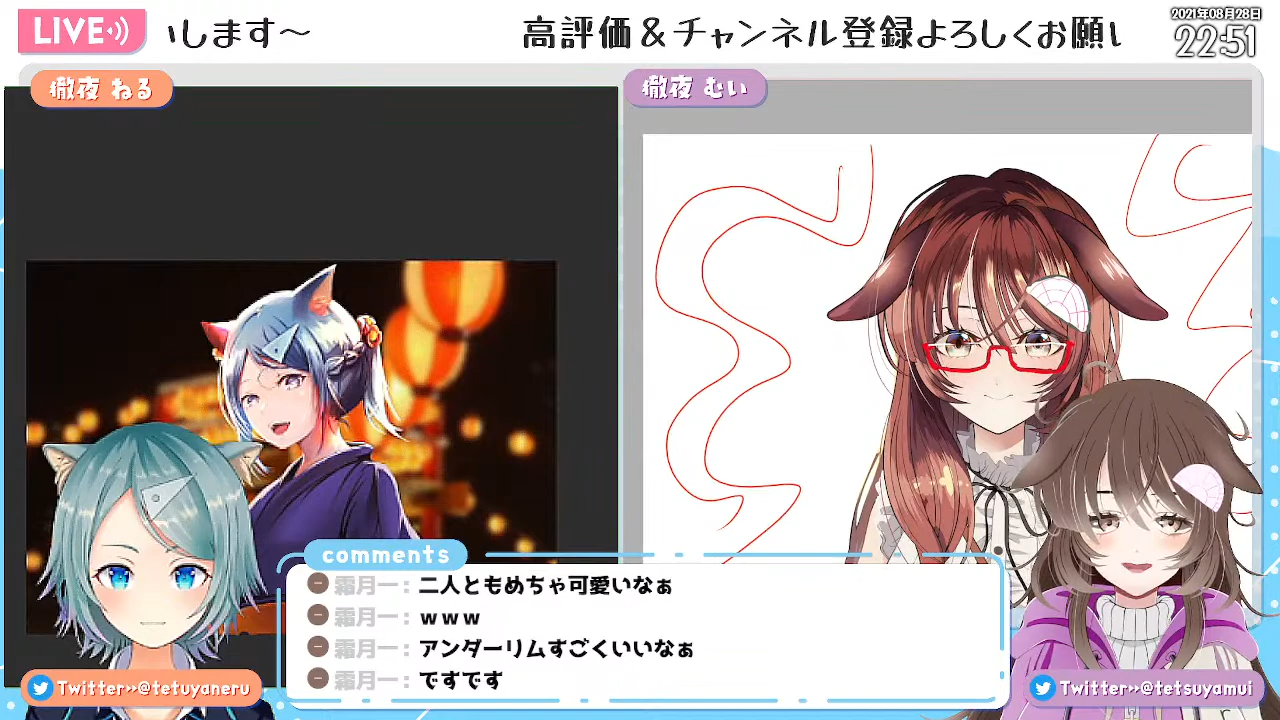 LIVE
いします〜
高評価＆チャンネル登録よろしくお願い
2021年08月28日
22:51
徹夜 ねる
徹夜 むい
comments
霜月一：二人ともめちゃ可愛いなぁ
霜月一：ｗｗｗ
霜月一：アンダーリムすごくいいなぁ
霜月一：ですです
Twitter»@tetuyaneru
Twitter»@tetsuyamui